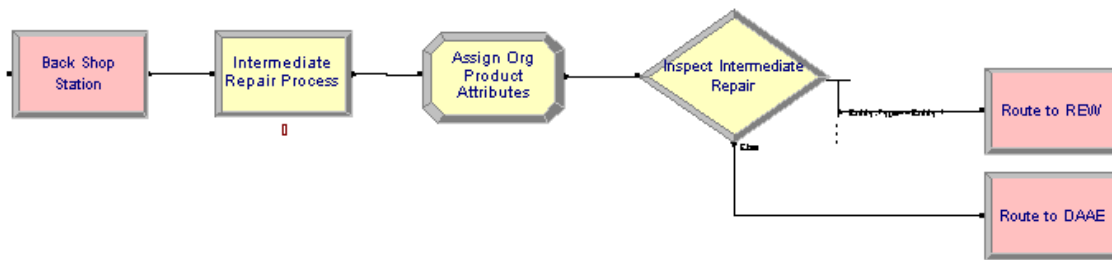 Back Shop
Station
Intermediate
Repair Process
0
Assign Org
Product
Attributes
Inspect Intermediate
Repair
Else
Route to REW
Route to DAAE